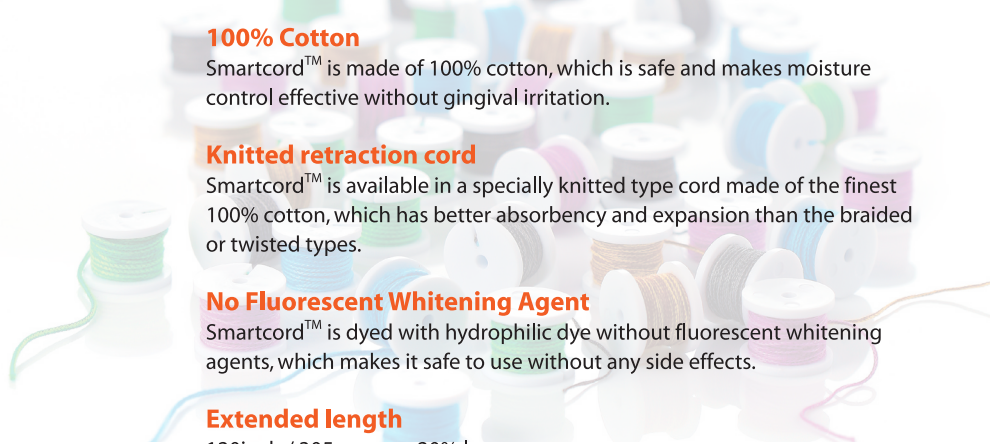 100% Cotton
Smartcord™ is made of 100% cotton, which is safe and makes moisture
control effective without gingival irritation.
Knitted retraction cord
Smartcord™ is available in a specially knitted type cord made of the finest
100% cotton, which has better absorbency and expansion than the braided
or twisted types.
No Fluorescent Whitening Agent
Smartcord™ is dyed with hydrophilic dye without fluorescent whitening
agents, which makes it safe to use without any side effects.
Extended length